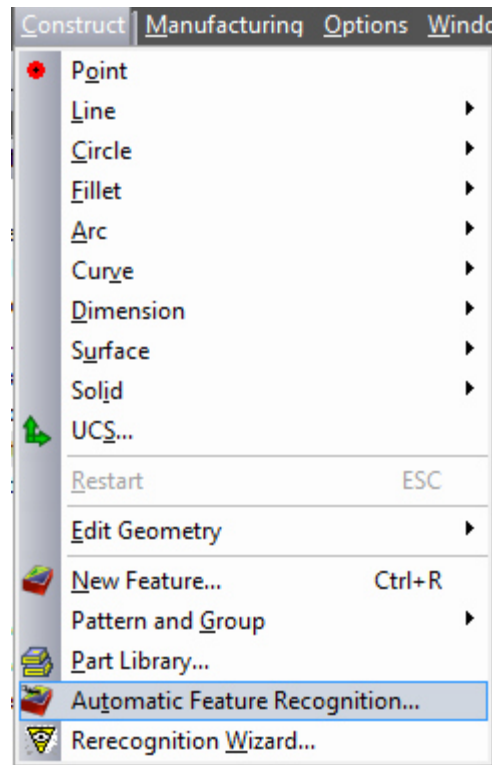 Construct Manufacturing Options
Point
Line
Circle
Fillet
Arc
Curve
Dimension
Surface
Solid
UCS...
Restart ESC
Edit Geometry
New Feature... Ctrl+R
Pattern and Group
Part Library...
Automatic Feature Recognition...
Rerecognition Wizard...